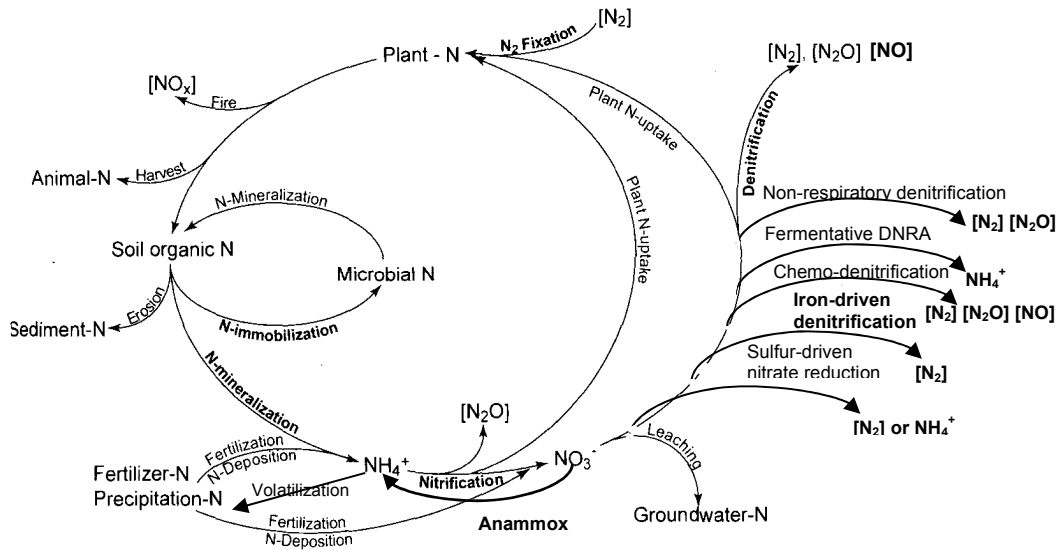 [N₂]
N₂ Fixation
Plant - N
[N₂], [N₂O] [NO]
[NOₓ]
Fire
Plant N-uptake
Denitrification
Animal-N
Harvest
N-Mineralization
Plant N-uptake
Non-respiratory denitrification
[N₂] [N₂O]
Soil organic N
Microbial N
Fermentative DNRA
NH₄⁺
Chemo-denitrification
[N₂] [N₂O] [NO]
Erosion
Sediment-N
N-immobilization
Iron-driven
denitrification
[N₂]
Sulfur-driven
nitrate reduction
[N₂] or NH₄⁺
N-mineralization
[N₂O]
Leaching
Fertilization
N-Deposition
Fertilizer-N
Precipitation-N
NH₄⁺
Nitrification
NO₃⁻
Volatilization
Anammox
Groundwater-N
Fertilization
N-Deposition